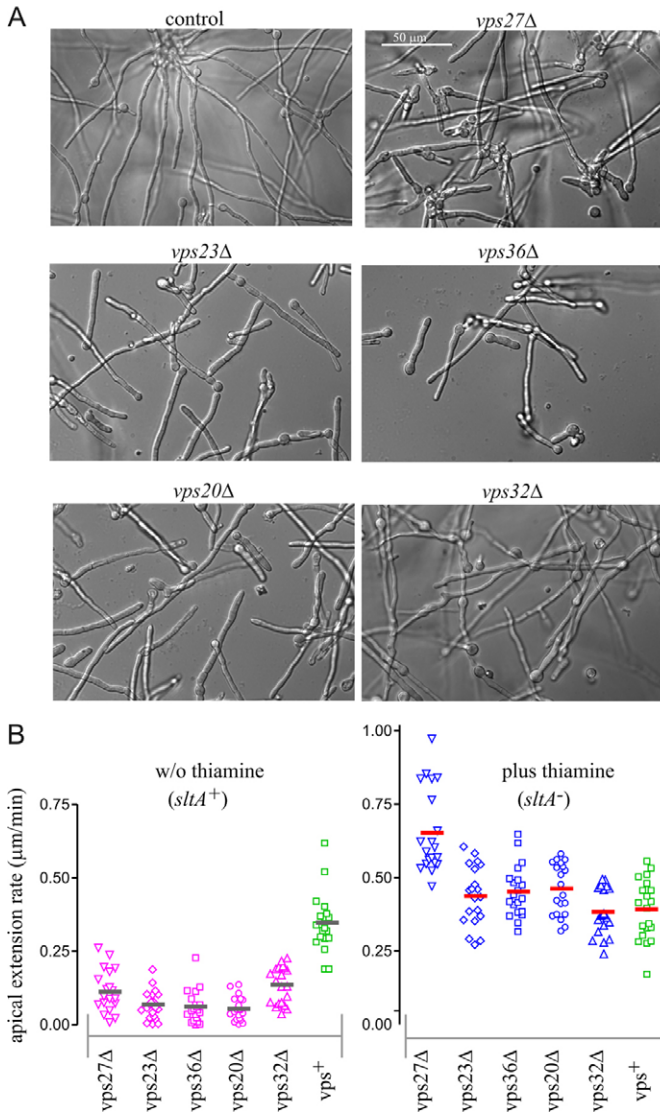 A
control
vps27Δ
50 μm
vps23Δ
vps36Δ
vps20Δ
vps32Δ
B
w/o thiamine
(sltA+)
plus thiamine
(sltA-)
apical extension rate (μm/min)
0.75
0.50
0.25
0.00
1.00
0.75
0.50
0.25
0.00
vps27Δ
vps23Δ
vps36Δ
vps20Δ
vps32Δ
vps+
vps27Δ
vps23Δ
vps36Δ
vps20Δ
vps32Δ
vps+